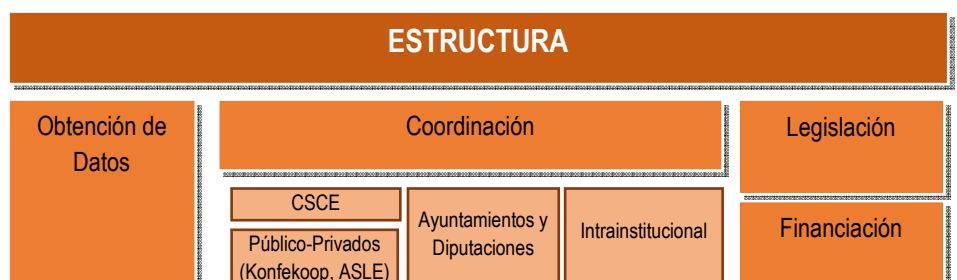 ESTRUCTURA
Obtención de
Datos
Coordinación
CSCE
Público-Privados
(Konfekoop, ASLE)
Ayuntamientos y
Diputaciones
Intrainstitucional
Legislación
Financiación